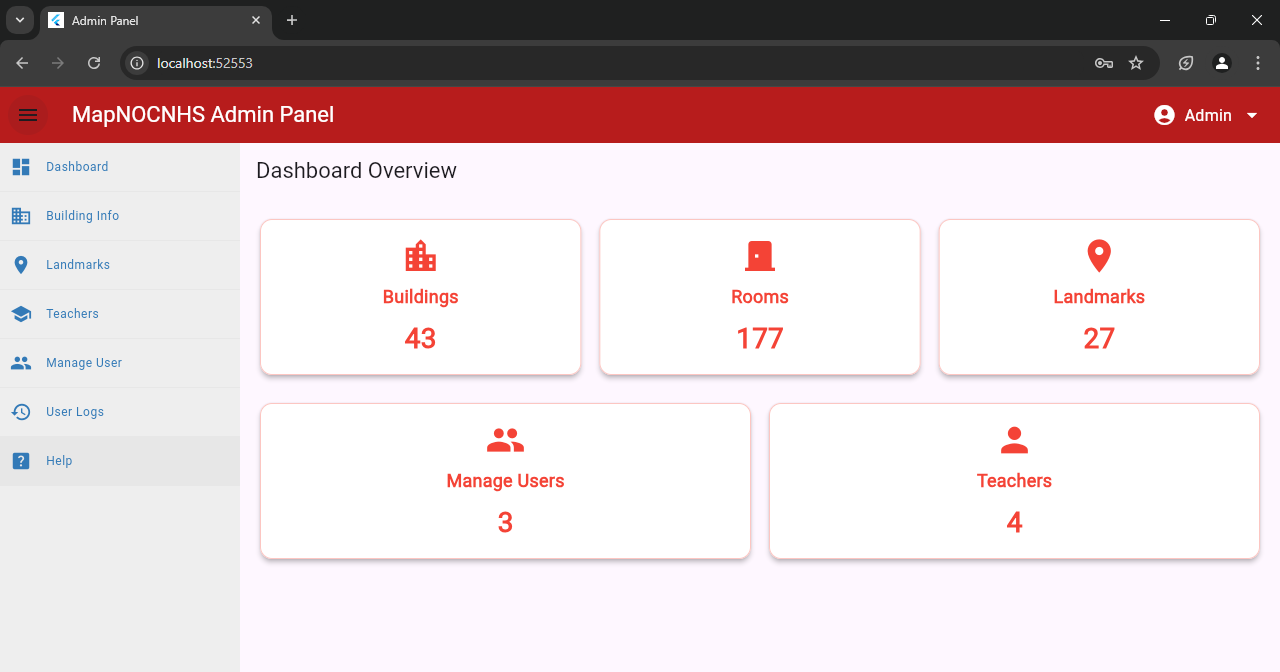 Admin Panel
localhost:52553
MapNOCNHS Admin Panel
Admin
Dashboard
Building Info
Landmarks
Teachers
Manage User
User Logs
Help
Dashboard Overview
Buildings
43
Rooms
177
Landmarks
27
Manage Users
3
Teachers
4